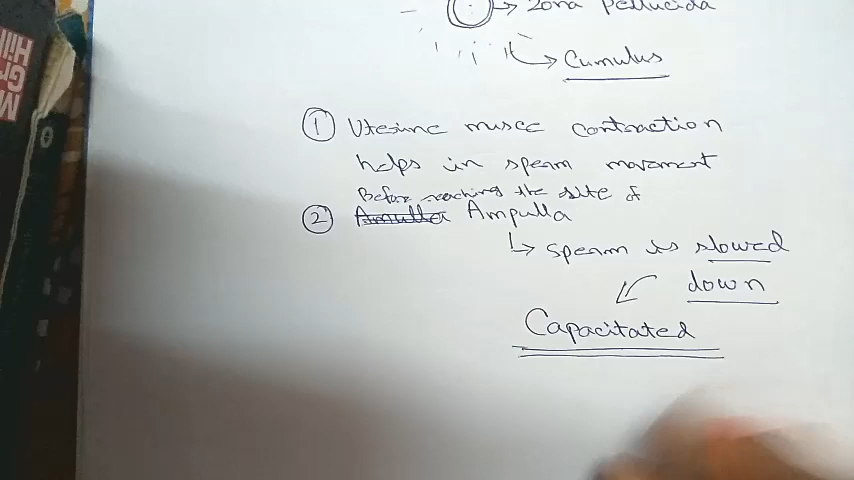 Zona Pellucida
Cumulus
① Uterine muscle contraction
helps in sperm movement
Before reaching the site of
② Ampulla
↳ sperm is slowed
down
Capacitated